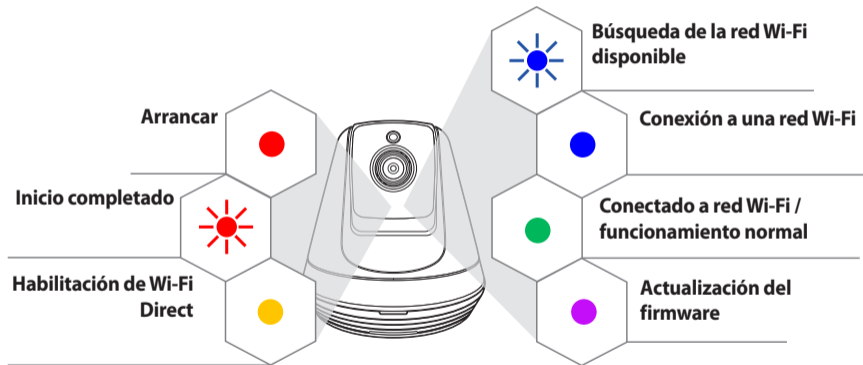 Arrancar
Inicio completado
Habilitación de Wi-Fi
Direct
Búsqueda de la red Wi-Fi
disponible
Conexión a una red Wi-Fi
Conectado a red Wi-Fi /
funcionamiento normal
Actualización del
firmware